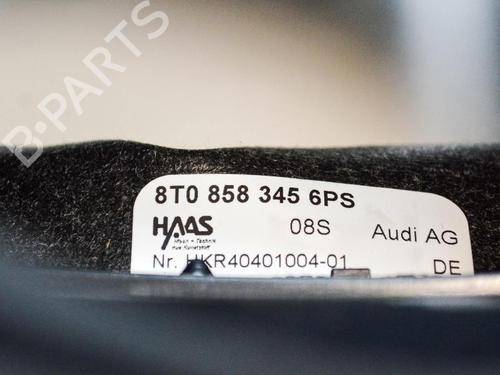 B-PARTS
8T0 858 345 6PS
HAAS 08S Audi AG
Nr. HKR40401004-01 DE